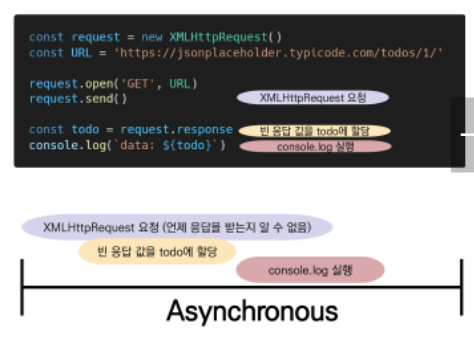 const request = new XMLHttpRequest()
const URL = 'https://jsonplaceholder.typicode.com/todos/1/'
request.open('GET', URL)
request.send()
XMLHttpRequest 요청
const todo = request.response
빈 응답 값을 todo에 할당
console.log(`data: ${todo}`)
console.log 실행
XMLHttpRequest 요청 (언제 응답을 받는지 알 수 없음)
빈 응답 값을 todo에 할당
console.log 실행
Asynchronous